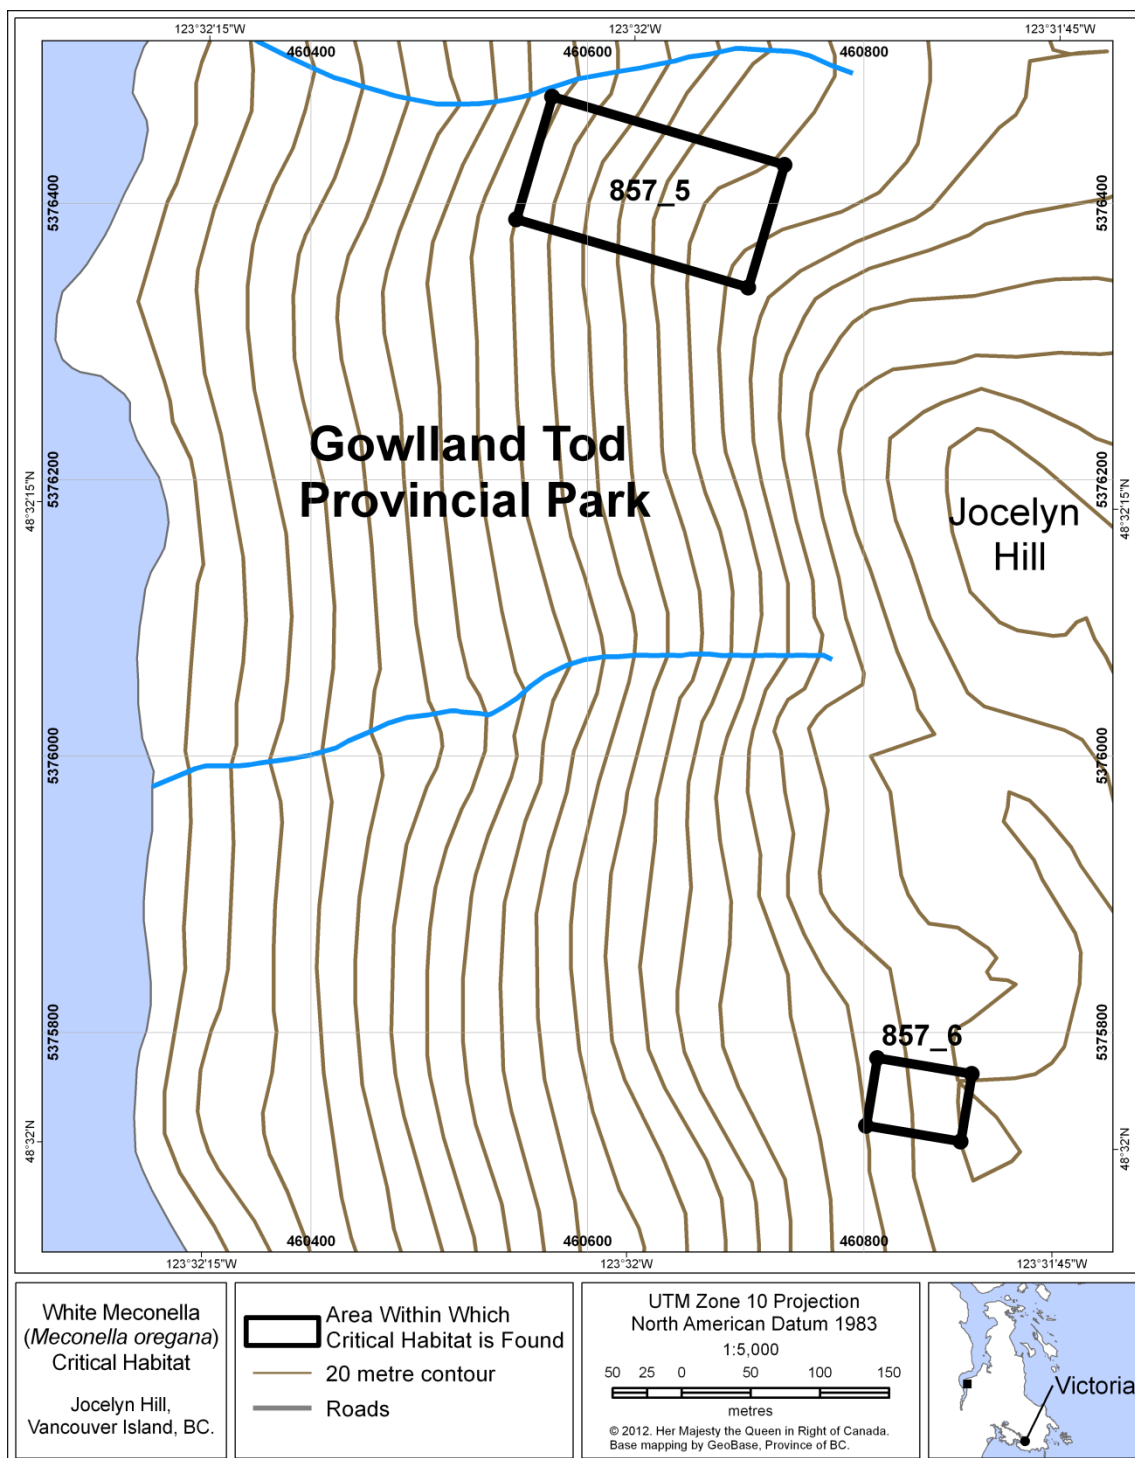 123°32'15"W
123°32'W
123°31'45"W
460400
460600
460800
857_5
5376400
5376400
Gowlland Tod
Provincial Park
5376200
5376200
48°32'15"N
48°32'15"N
Jocelyn
Hill
5376000
5376000
5375800
5375800
857_6
48°32'N
48°32'N
460400
460600
460800
123°32'15"W
123°32'W
123°31'45"W
White Meconella
(Meconella oregana)
Critical Habitat
Jocelyn Hill,
Vancouver Island, BC.
Area Within Which
Critical Habitat is Found
20 metre contour
Roads
UTM Zone 10 Projection
North American Datum 1983
1:5,000
50 25 0 50 100 150
metres
© 2012. Her Majesty the Queen in Right of Canada.
Base mapping by GeoBase, Province of BC.
Victoria